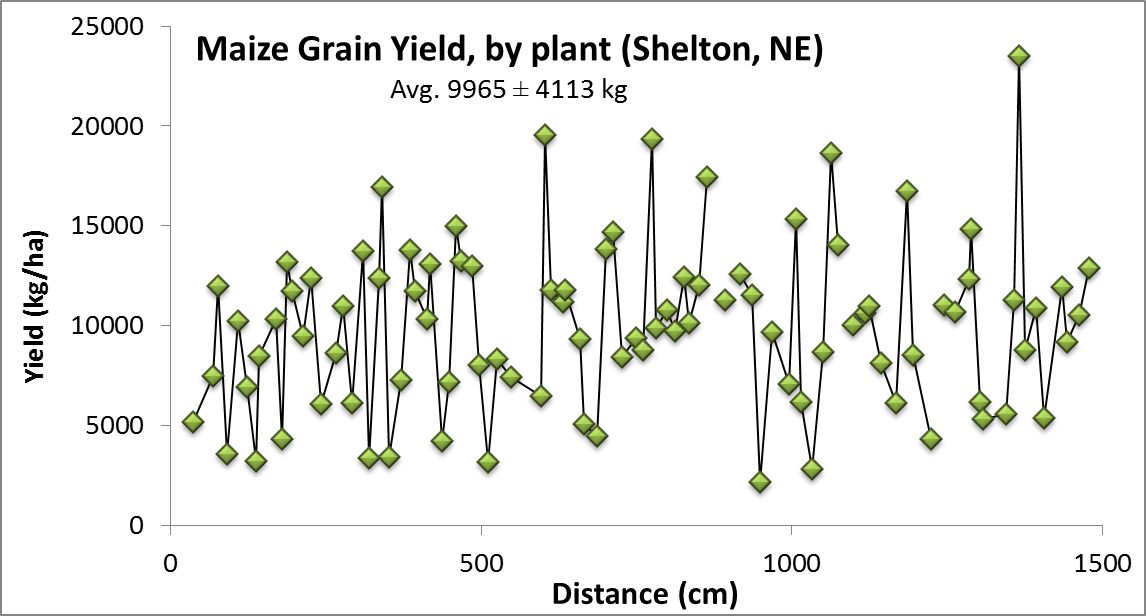 Maize Grain Yield, by plant (Shelton, NE)
Avg. 9965 ± 4113 kg
Yield (kg/ha)
25000
20000
15000
10000
5000
0
0 500 1000 1500
Distance (cm)